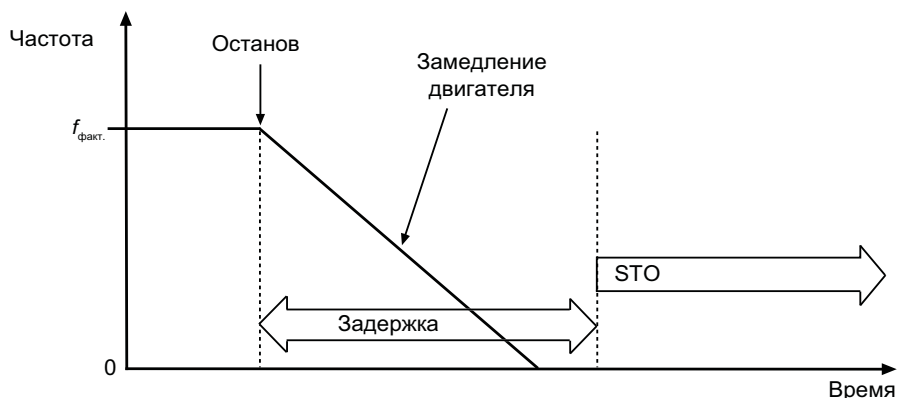 Частота
Останов
Замедление
двигателя
fфакт.
STO
Задержка
0
Время